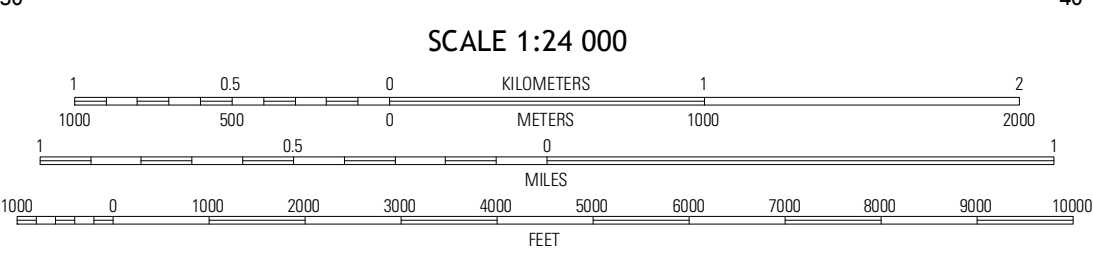 SCALE 1:24 000
1 0.5 0 KILOMETERS 1 2
1000 500 0 METERS 1000 2000
1 0.5 0 1
MILES
1000 0 1000 2000 3000 4000 5000 6000 7000 8000 9000 10000
FEET